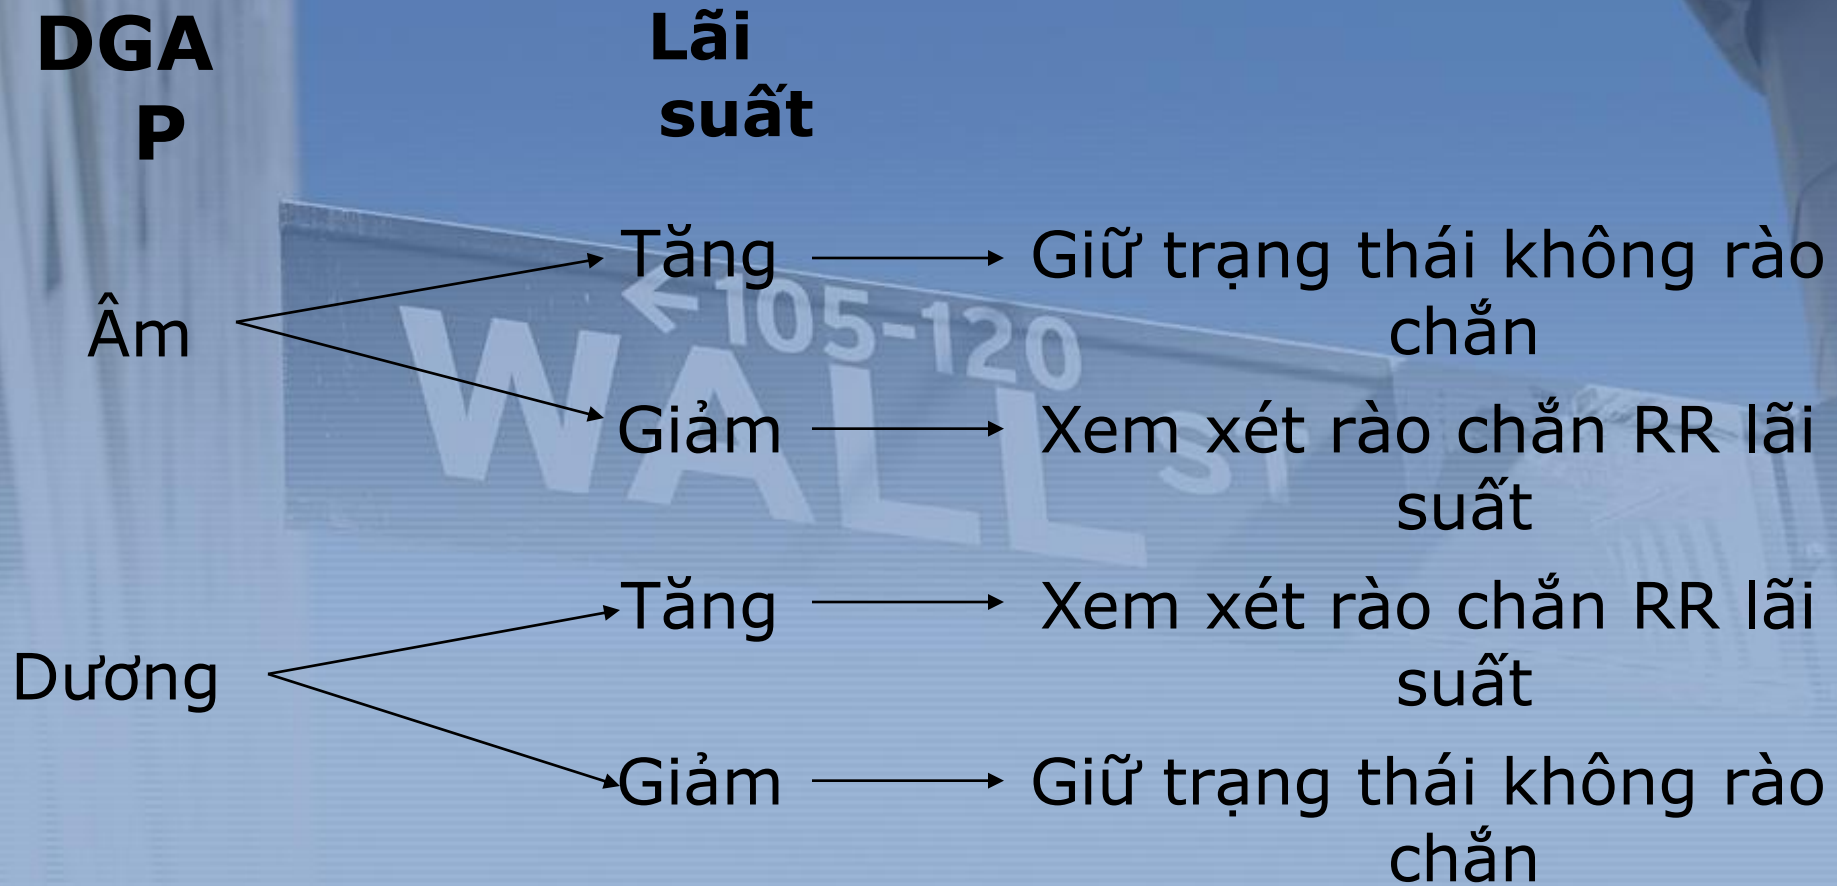 DGA
P
Lãi
suất
Âm
Tăng
Giữ trạng thái không rào
chắn
Giảm
Xem xét rào chắn RR lãi
suất
Dương
Tăng
Xem xét rào chắn RR lãi
suất
Giảm
Giữ trạng thái không rào
chắn
←105-120
WALL ST